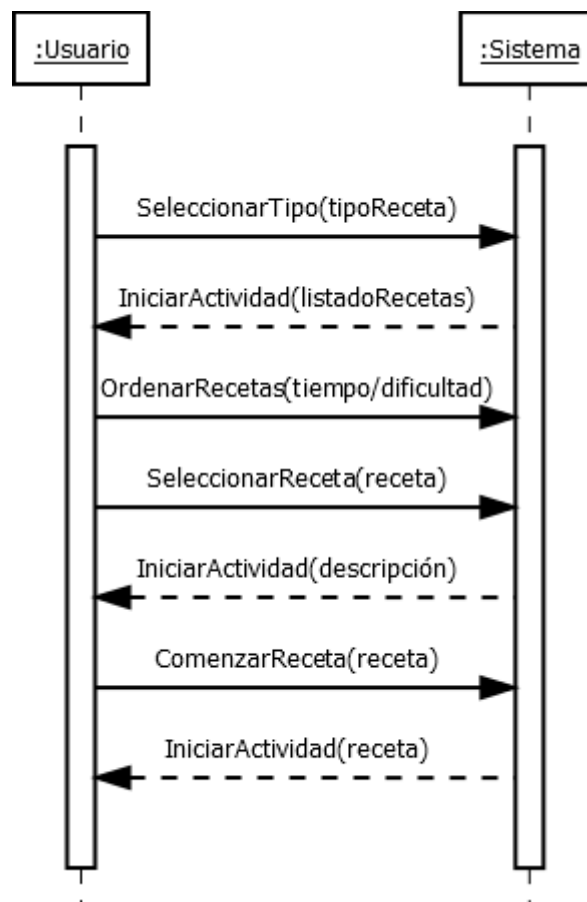 :Usuario
:Sistema
SeleccionarTipo(tipoReceta)
IniciarActividad(listadoRecetas)
OrdenarRecetas(tiempo/dificultad)
SeleccionarReceta(receta)
IniciarActividad(descripción)
ComenzarReceta(receta)
IniciarActividad(receta)